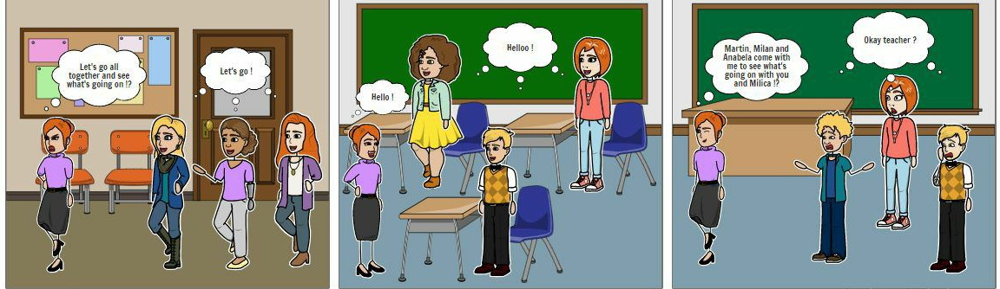 Let's go all
together and see
what's going on !?
Let's go !
Hello !
Helloo !
Martin, Milan and
Anabela come with
me to see what's
going on with you
and Milica !?
Okay teacher ?